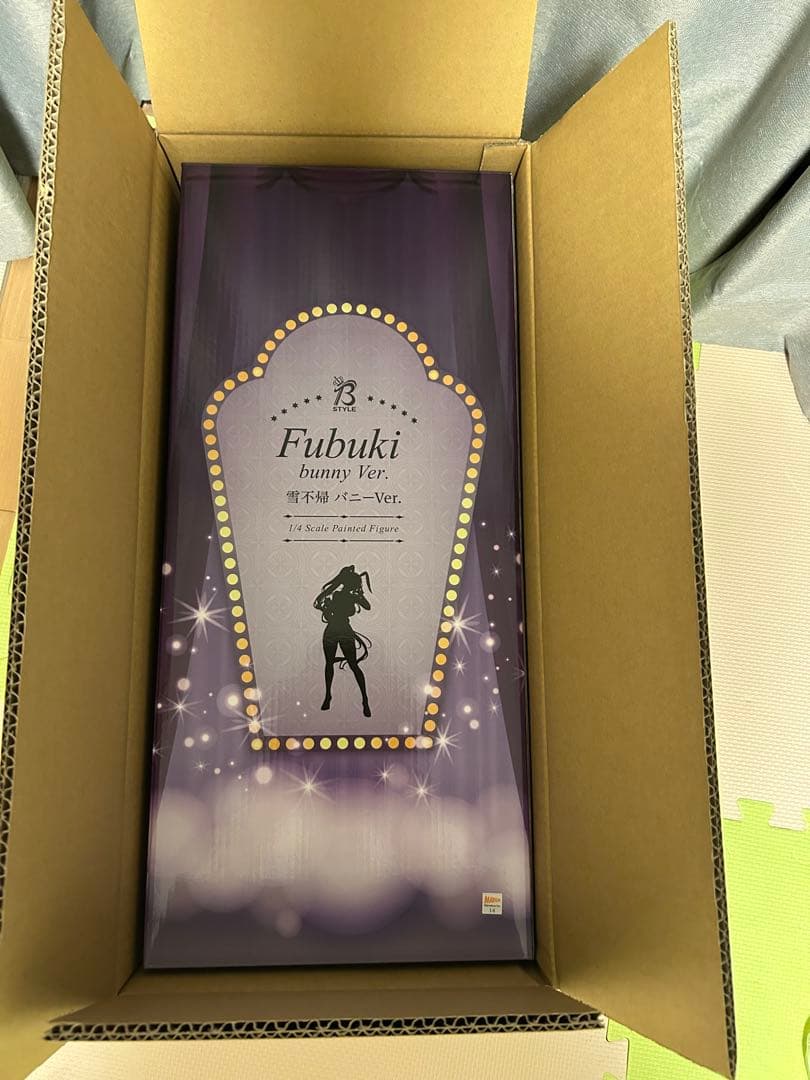 B
STYLE
Fubuki
bunny Ver.
雪不帰 バニーVer.
1/4 Scale Painted Figure